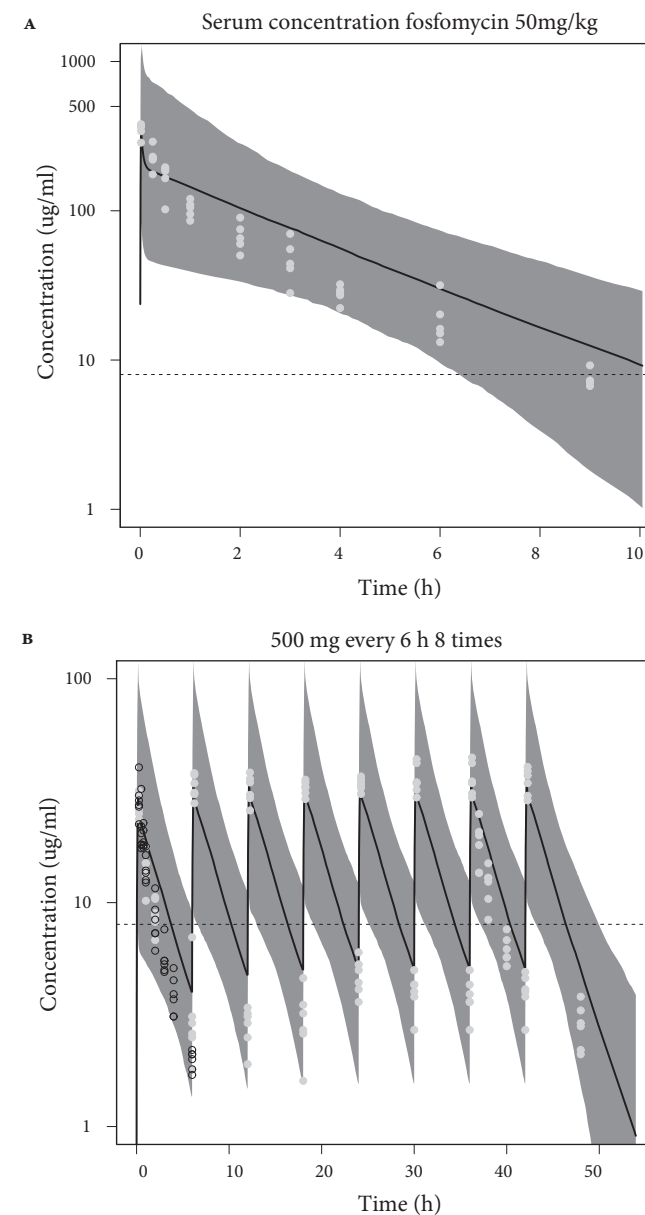 A
Serum concentration fosfomycin 50mg/kg
Concentration (ug/ml)
1000
500
100
10
1
0 2 4 6 8 10
Time (h)
B
500 mg every 6 h 8 times
Concentration (ug/ml)
100
10
1
0 10 20 30 40 50
Time (h)